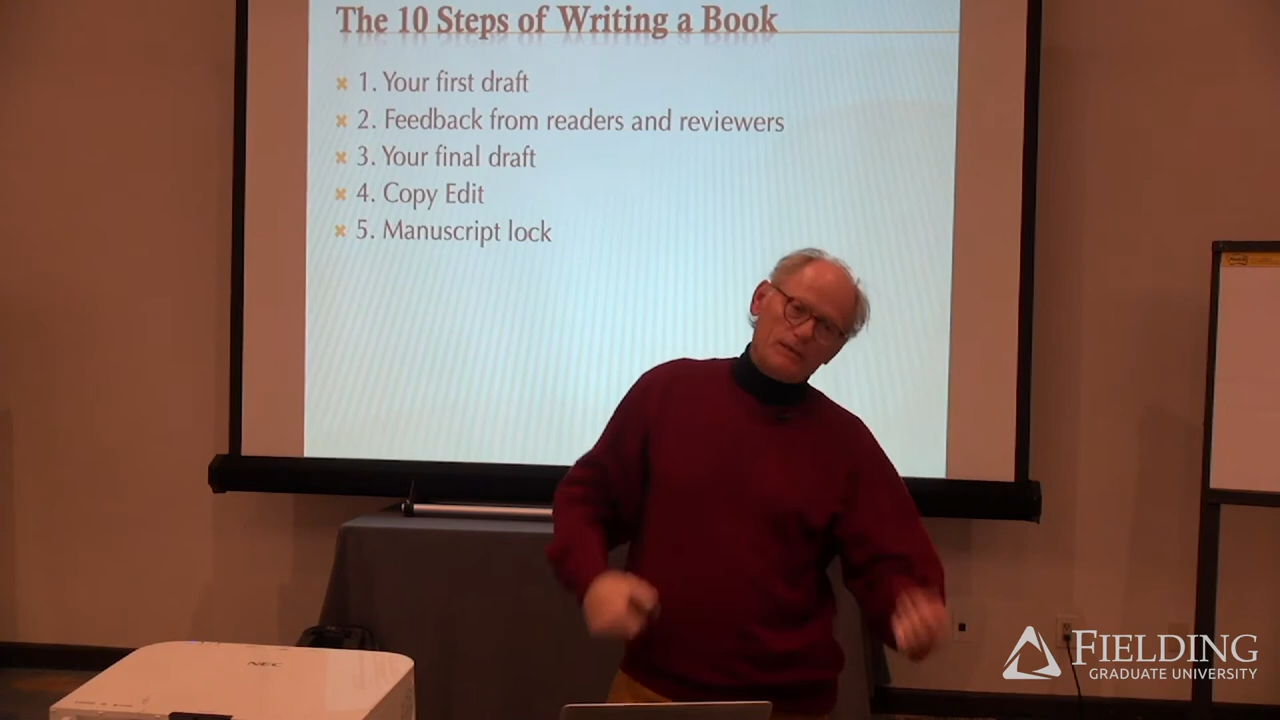 The 10 Steps of Writing a Book
1. Your first draft
2. Feedback from readers and reviewers
3. Your final draft
4. Copy Edit
5. Manuscript lock
NEC
FIELDING
GRADUATE UNIVERSITY